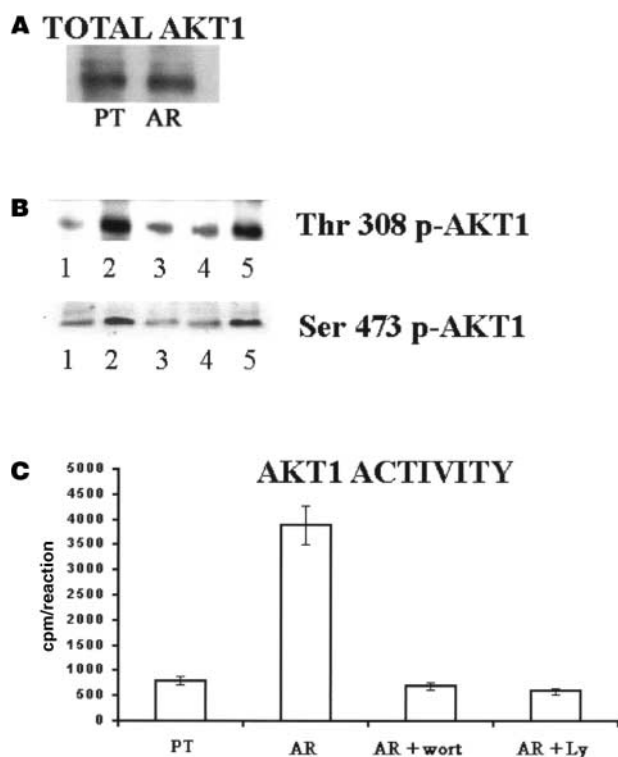 A TOTAL AKT1
PT AR
B
Thr 308 p-AKT1
1 2 3 4 5
Ser 473 p-AKT1
1 2 3 4 5
C
AKT1 ACTIVITY
5000
4500
4000
3500
3000
2500
2000
1500
1000
500
0
cpm/reaction
PT AR AR + wort AR + Ly